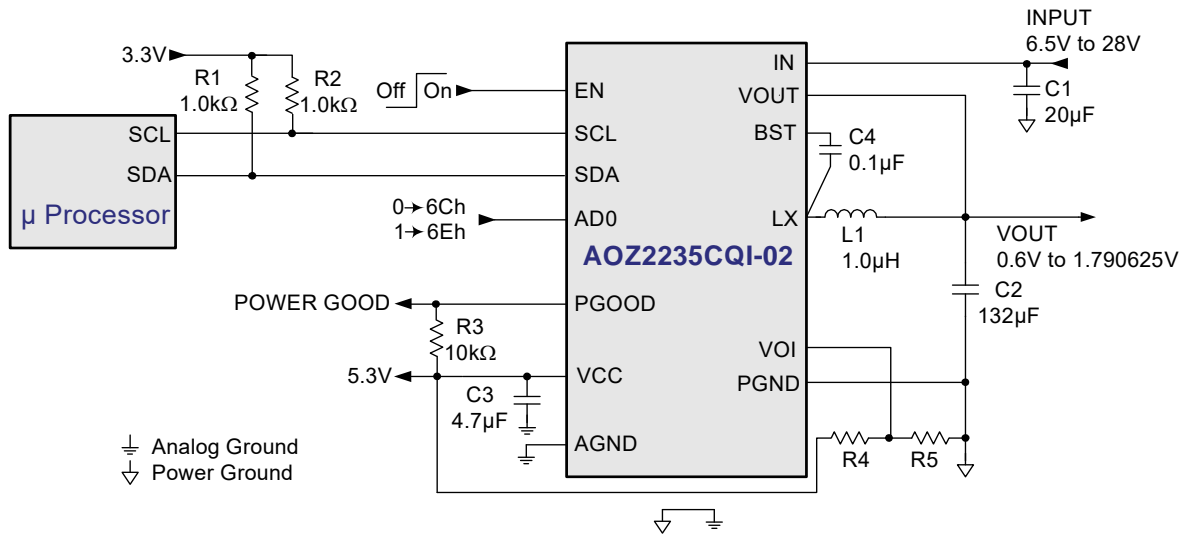 INPUT
6.5V to 28V
3.3V
R1
1.0kΩ
R2
1.0kΩ
Off
On
EN
IN
C1
20µF
VOUT
SCL
SCL
BST
C4
0.1µF
SDA
SDA
µ Processor
0→6Ch
1→6Eh
AD0
LX
L1
1.0µH
VOUT
0.6V to 1.790625V
AOZ2235CQI-02
C2
132µF
POWER GOOD
PGOOD
R3
10kΩ
VOI
5.3V
VCC
PGND
C3
4.7µF
AGND
R4
R5
Analog Ground
Power Ground